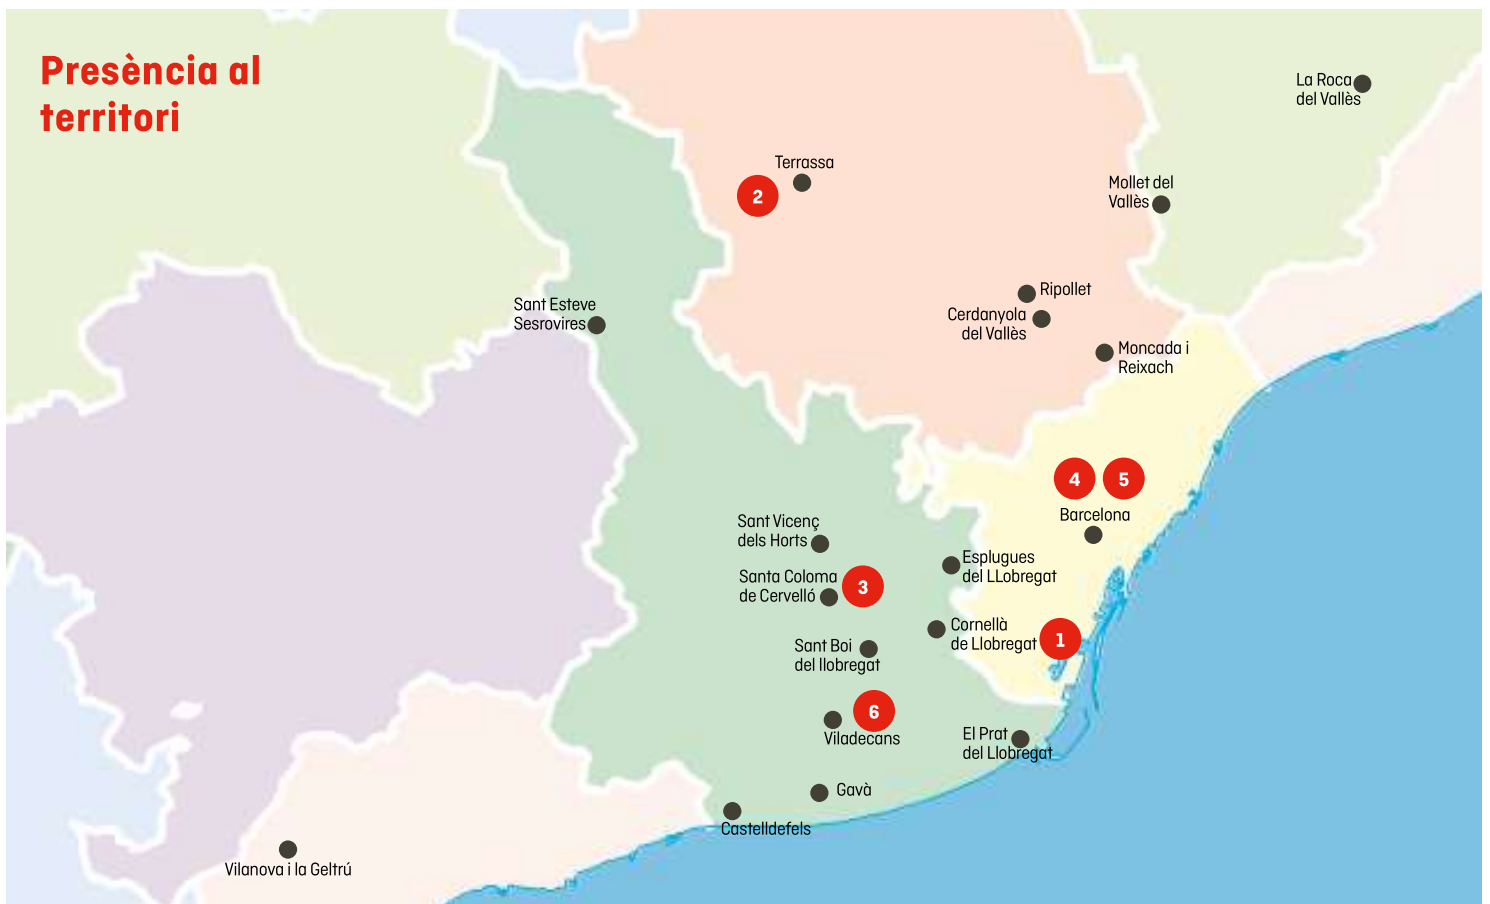 Presència al
territori
La Roca
del Vallès
Terrassa
2
Mollet del
Vallès
Sant Esteve
Sesrovires
Ripollet
Cerdanyola
del Vallès
Moncada i
Reixach
4
5
Barcelona
Sant Vicenç
dels Horts
Esplugues
del LLobregat
Santa Coloma
de Cervelló
3
Cornellà
de Llobregat
1
Sant Boi
del llobregat
6
Viladecans
El Prat
del Llobregat
Gavà
Castelldefels
Vilanova i la Geltrú